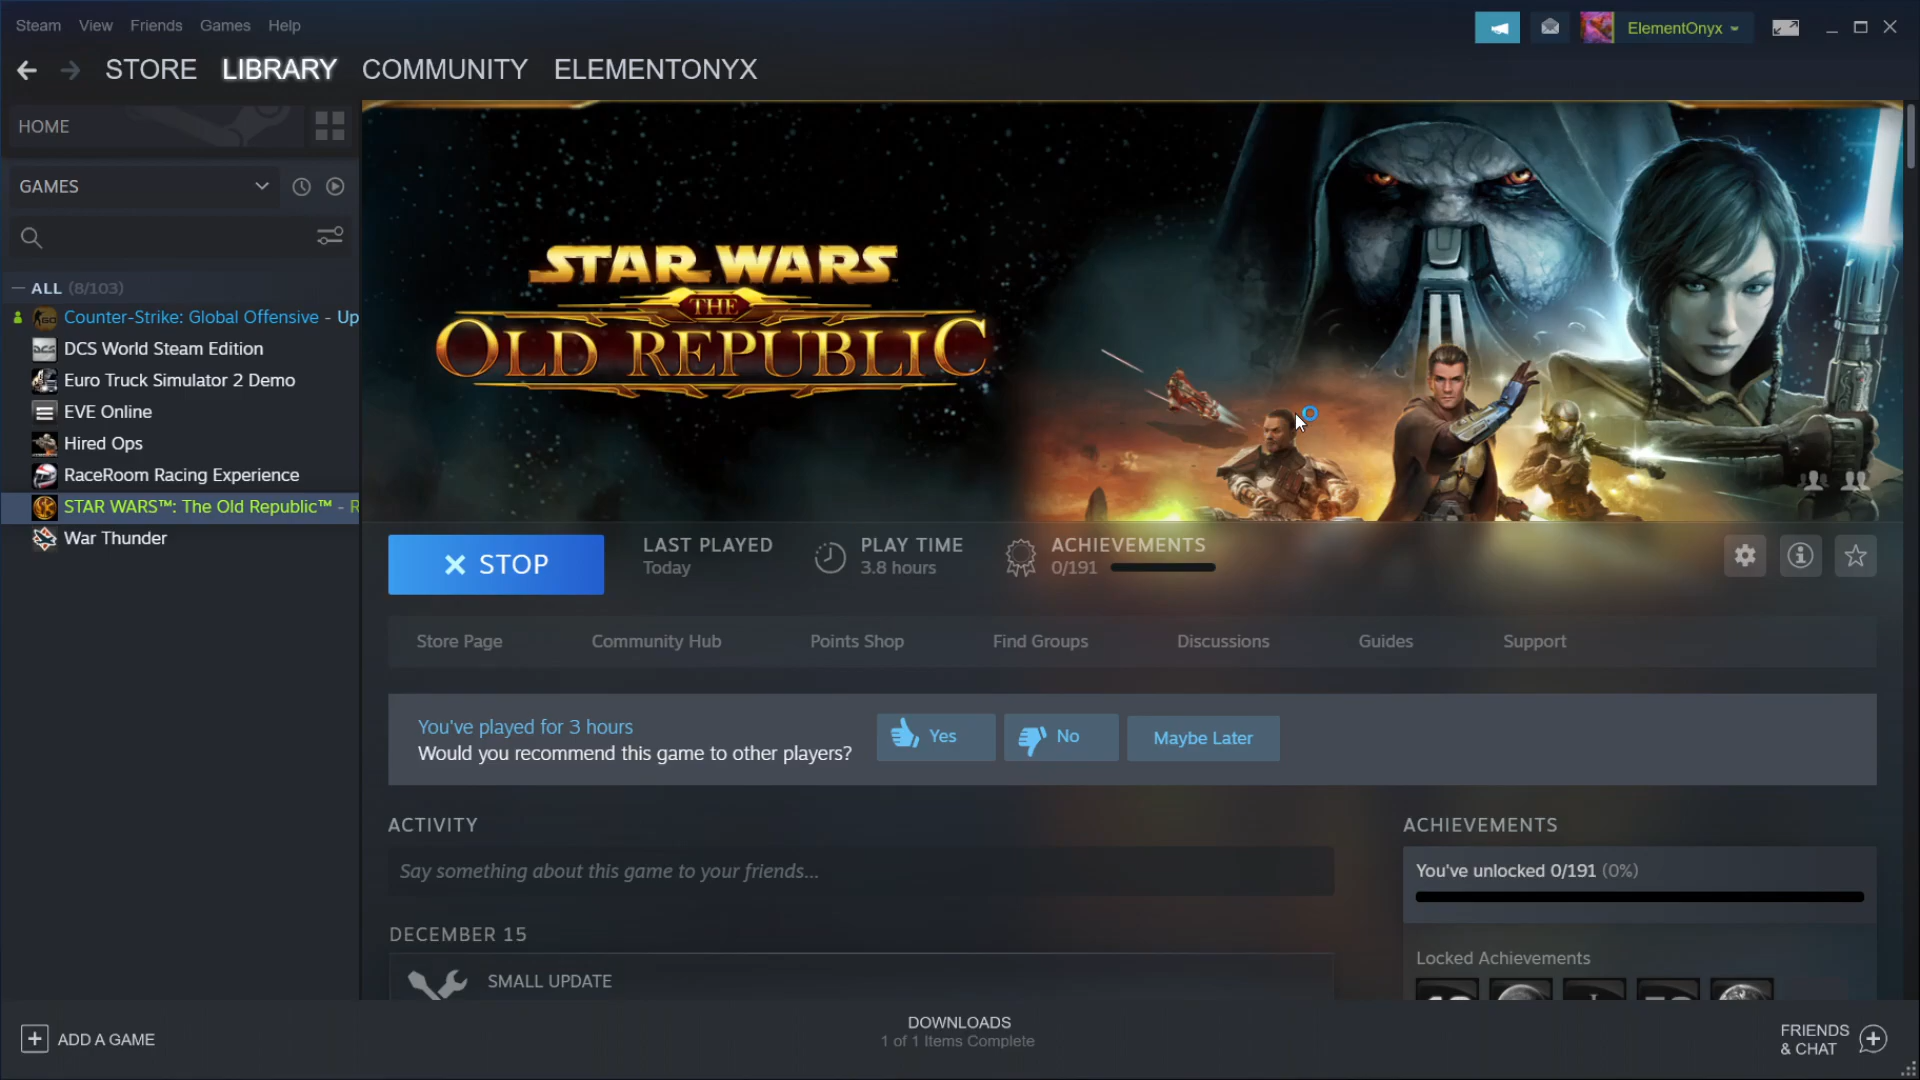 Steam View Friends Games Help
ElementOnyx
STORE LIBRARY COMMUNITY ELEMENTONYX
HOME
GAMES
ALL (8/103)
Counter-Strike: Global Offensive - Up
DCS World Steam Edition
Euro Truck Simulator 2 Demo
EVE Online
Hired Ops
RaceRoom Racing Experience
STAR WARS™: The Old Republic™ - R
War Thunder
STAR WARS
THE
OLD REPUBLIC
STOP
LAST PLAYED
Today
PLAY TIME
3.8 hours
ACHIEVEMENTS
0/191
Store Page Community Hub Points Shop Find Groups Discussions Guides Support
You've played for 3 hours
Would you recommend this game to other players?
Yes No Maybe Later
ACTIVITY
Say something about this game to your friends...
DECEMBER 15
SMALL UPDATE
ACHIEVEMENTS
You've unlocked 0/191 (0%)
Locked Achievements
ADD A GAME
DOWNLOADS
1 of 1 Items Complete
FRIENDS
& CHAT